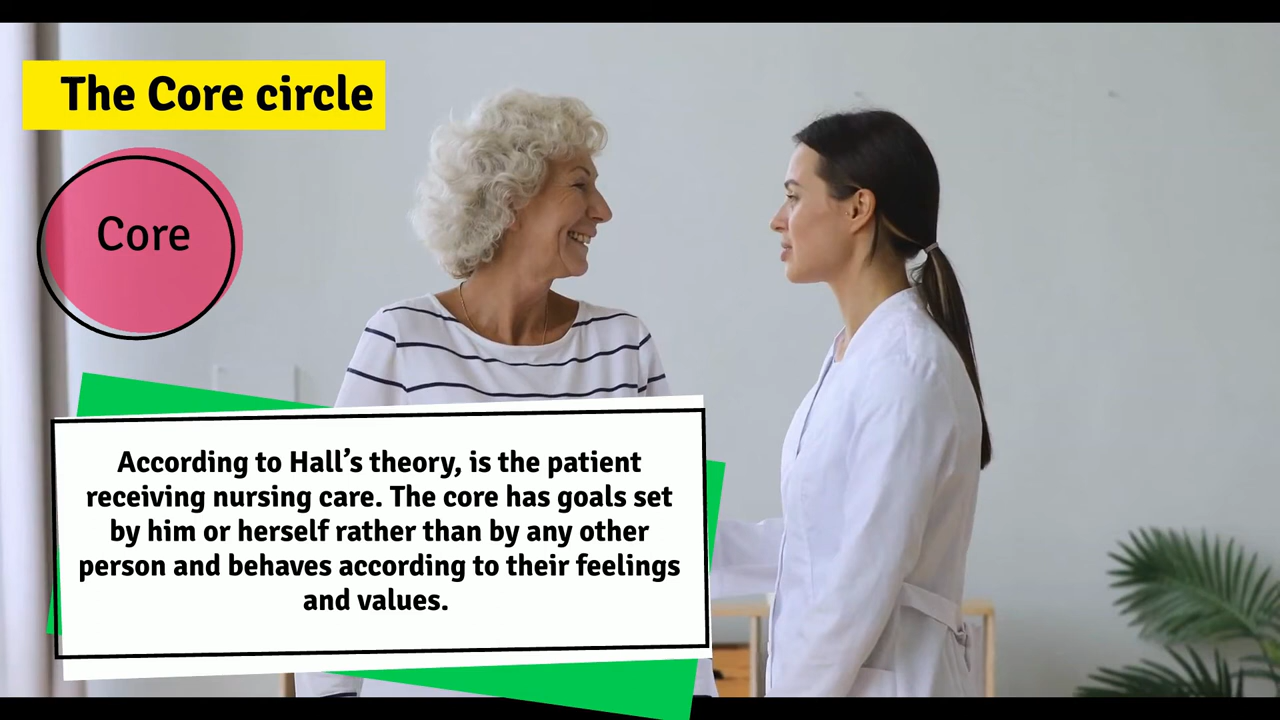 The Core circle
Core
According to Hall’s theory, is the patient
receiving nursing care. The core has goals set
by him or herself rather than by any other
person and behaves according to their feelings
and values.